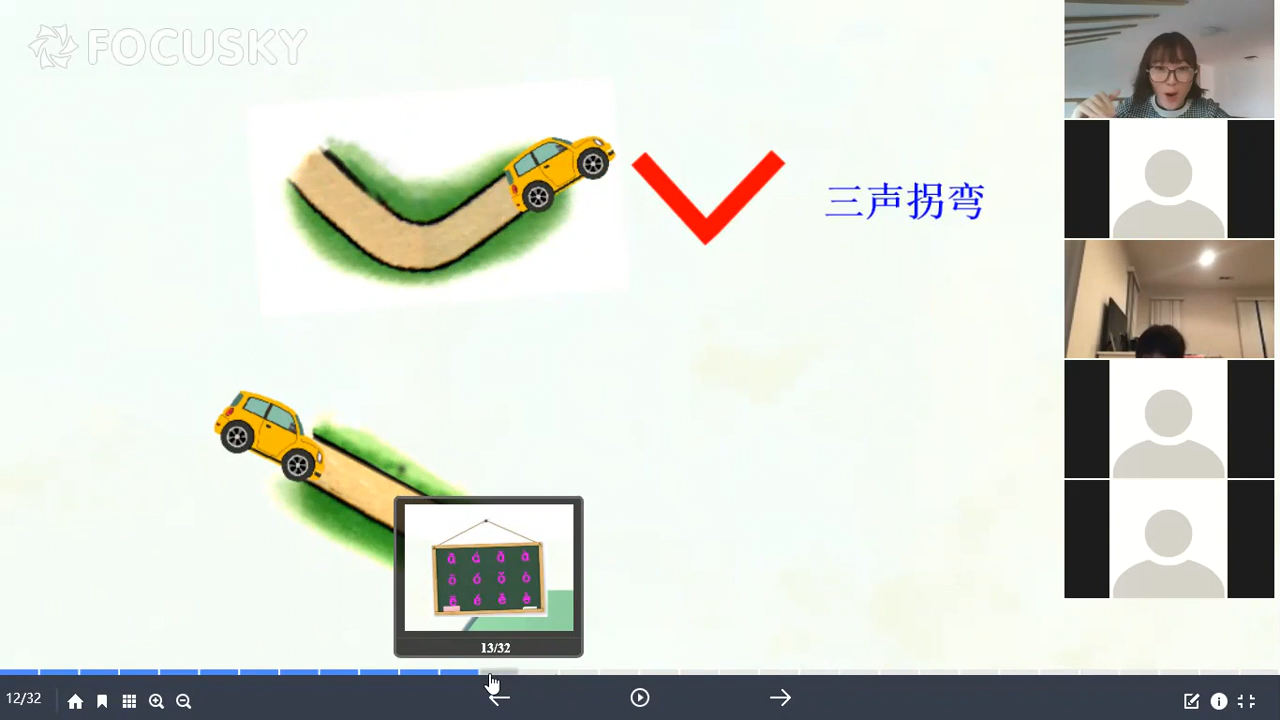 FOCUSKY
三声拐弯
ā á ǎ à
ō ó ǒ ò
ē é ě è
13/32
12/32